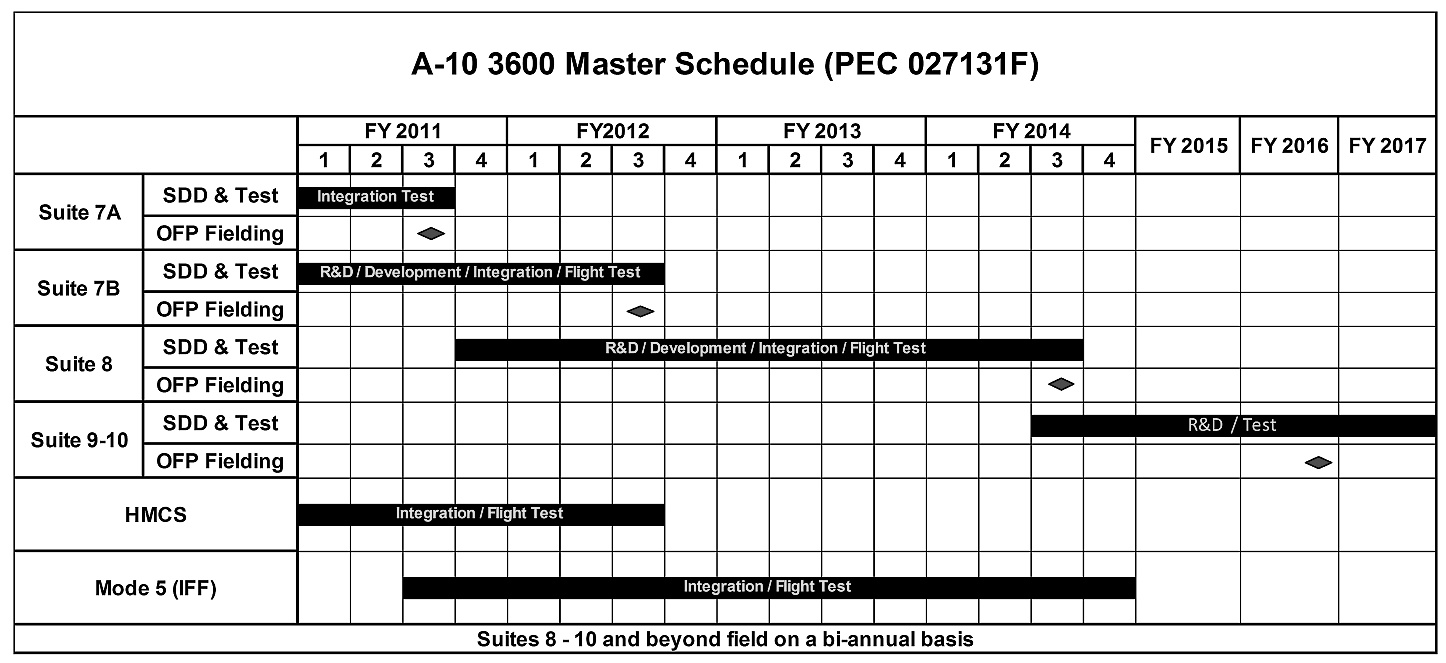 A-10 3600 Master Schedule (PEC 027131F)
FY 2011 FY2012 FY 2013 FY 2014 FY 2015 FY 2016 FY 2017
1 2 3 4 1 2 3 4 1 2 3 4 1 2 3 4
Suite 7A
SDD & Test Integration Test
OFP Fielding
Suite 7B
SDD & Test R&D / Development / Integration / Flight Test
OFP Fielding
Suite 8
SDD & Test R&D / Development / Integration / Flight Test
OFP Fielding
Suite 9-10
SDD & Test R&D / Test
OFP Fielding
HMCS Integration / Flight Test
Mode 5 (IFF) Integration / Flight Test
Suites 8 - 10 and beyond field on a bi-annual basis